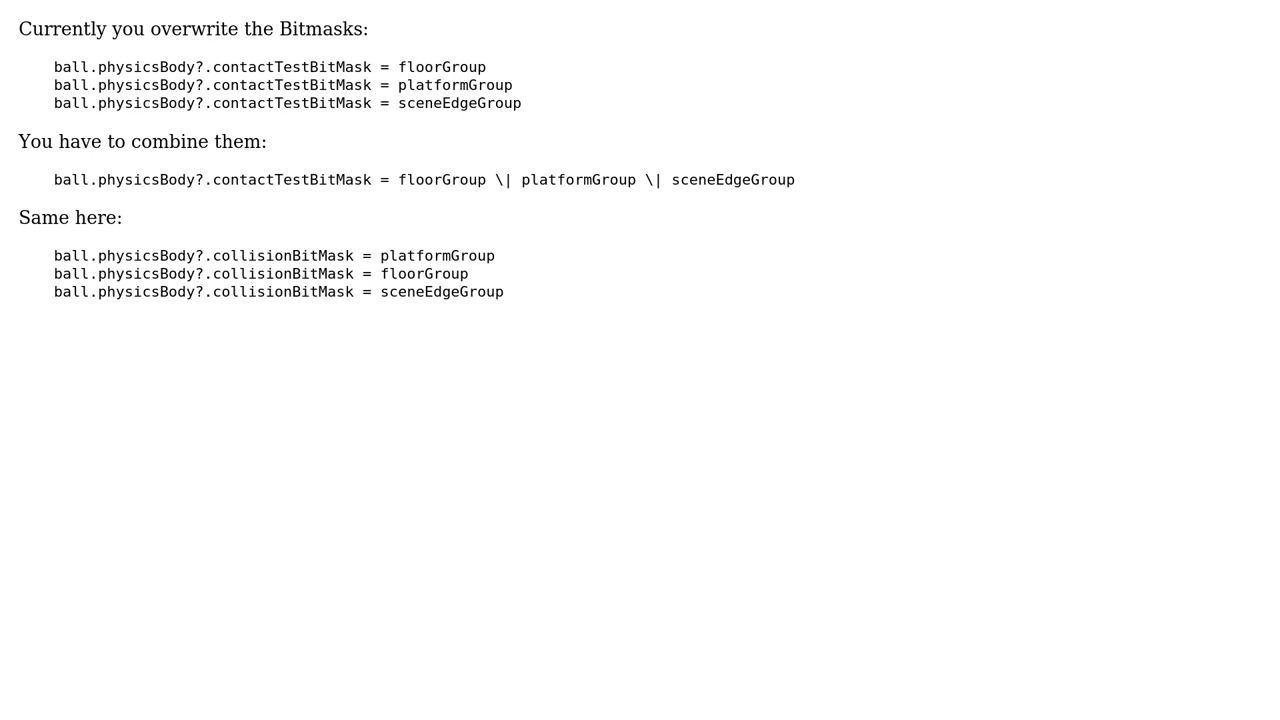 Currently you overwrite the Bitmasks:
ball.physicsBody?.contactTestBitMask = floorGroup
ball.physicsBody?.contactTestBitMask = platformGroup
ball.physicsBody?.contactTestBitMask = sceneEdgeGroup
You have to combine them:
ball.physicsBody?.contactTestBitMask = floorGroup \| platformGroup \| sceneEdgeGroup
Same here:
ball.physicsBody?.collisionBitMask = platformGroup
ball.physicsBody?.collisionBitMask = floorGroup
ball.physicsBody?.collisionBitMask = sceneEdgeGroup